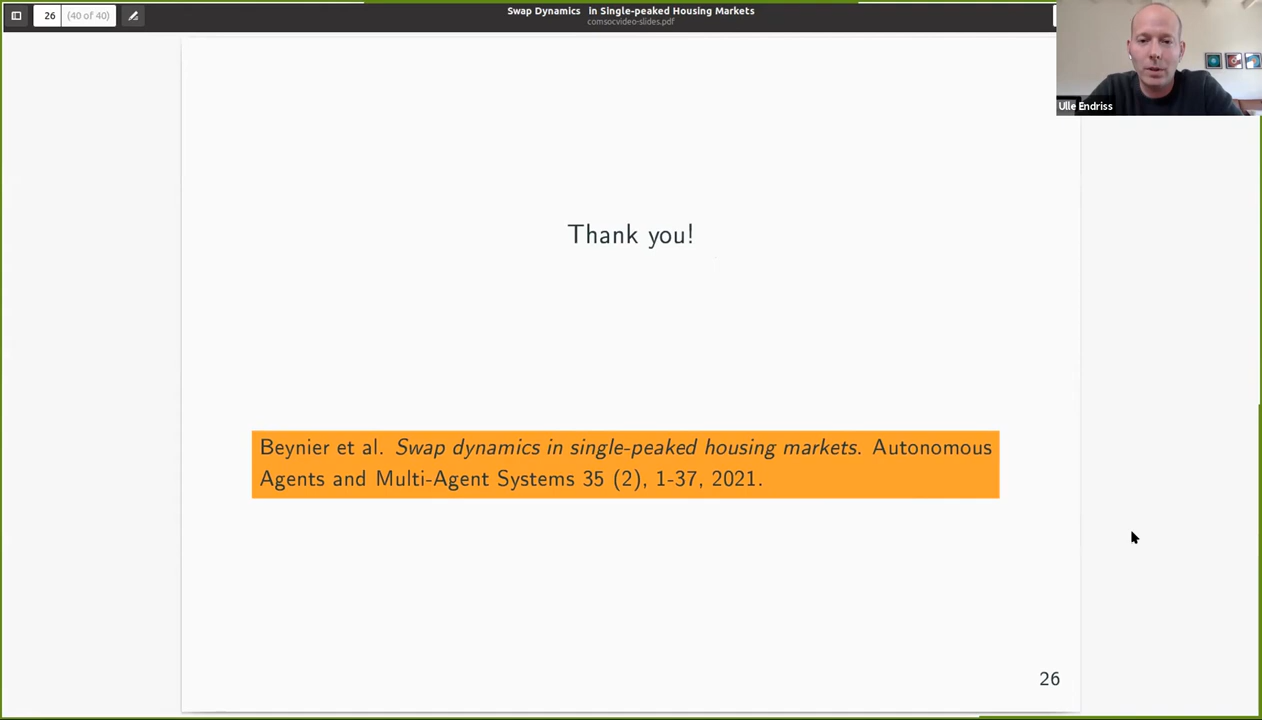 26 (40 of 40)
Swap Dynamics in Single-peaked Housing Markets
comsocvideo-slides.pdf
Ulle Endriss
Thank you!
Beynier et al. Swap dynamics in single-peaked housing markets. Autonomous
Agents and Multi-Agent Systems 35 (2), 1-37, 2021.
26